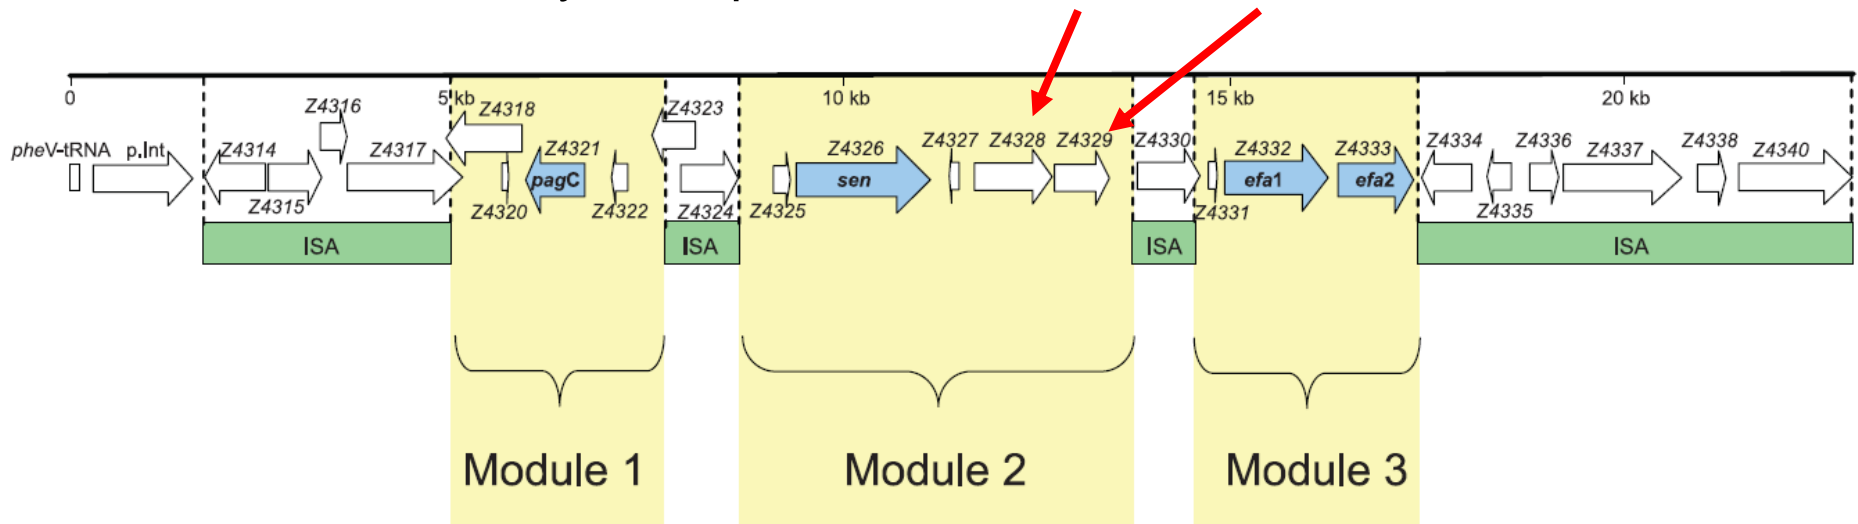 0
5 kb
10 kb
15 kb
20 kb
Z4316
Z4318
Z4323
pheV-tRNA
p.Int
Z4314
Z4317
Z4321
Z4326
Z4327
Z4328
Z4329
Z4330
Z4332
Z4333
Z4334
Z4336
Z4337
Z4338
Z4340
pagC
sen
efa1
efa2
Z4315
Z4320
Z4322
Z4324
Z4325
Z4331
Z4335
ISA
ISA
ISA
ISA
Module 1
Module 2
Module 3